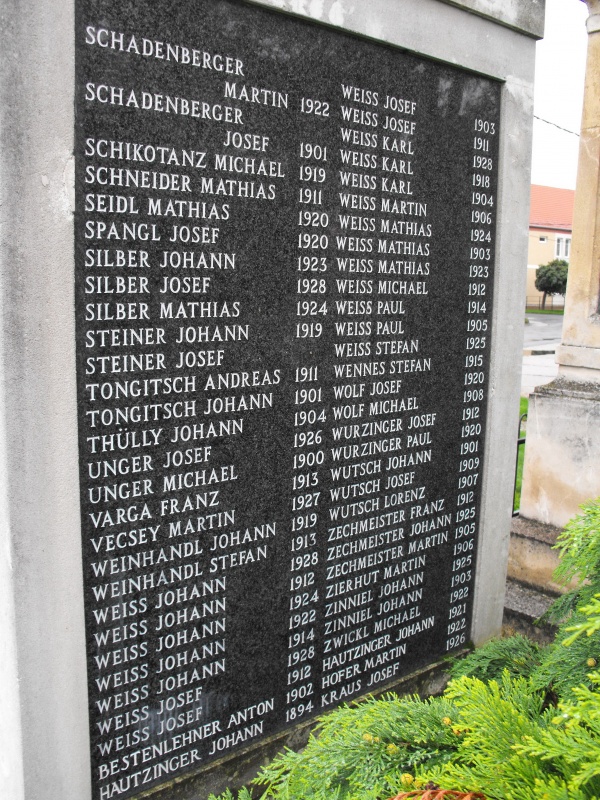 SCHADENBERGER
MARTIN 1922
SCHADENBERGER
JOSEF 1901
SCHIKOTANZ MICHAEL 1919
SCHNEIDER MATHIAS 1911
SEIDL MATHIAS 1920
SPANGL JOSEF 1920
SILBER JOHANN 1923
SILBER JOSEF 1928
SILBER MATHIAS 1924
STEINER JOHANN 1919
STEINER JOSEF
TONGITSCH ANDREAS 1911
TONGITSCH JOHANN 1901
THÜLLY JOHANN 1904
UNGER JOSEF 1926
UNGER MICHAEL 1900
VARGA FRANZ 1913
VECSEY MARTIN 1927
WEINHANDL JOHANN 1919
WEINHANDL STEFAN 1913
WEISS JOHANN 1928
WEISS JOHANN 1912
WEISS JOHANN 1924
WEISS JOHANN 1922
WEISS JOHANN 1914
WEISS JOSEF 1928
WEISS JOSEF 1912
BESTENLEHNER ANTON 1902
HAUTZINGER JOHANN 1894
WEISS JOSEF 1903
WEISS JOSEF 1911
WEISS KARL 1928
WEISS KARL 1918
WEISS KARL 1904
WEISS MARTIN 1906
WEISS MATHIAS 1924
WEISS MATHIAS 1903
WEISS MATHIAS 1923
WEISS MICHAEL 1912
WEISS PAUL 1914
WEISS PAUL 1905
WEISS STEFAN 1925
WENNES STEFAN 1915
WOLF JOSEF 1920
WOLF MICHAEL 1908
WURZINGER JOSEF 1912
WURZINGER PAUL 1920
WUTSCH JOHANN 1901
WUTSCH JOSEF 1909
WUTSCH LORENZ 1907
ZECHMEISTER FRANZ 1912
ZECHMEISTER JOHANN 1925
ZECHMEISTER MARTIN 1905
ZIERHUT MARTIN 1906
ZINNIEL JOHANN 1925
ZINNIEL JOHANN 1903
ZWICKL MICHAEL 1922
HAUTZINGER JOHANN 1921
HOFER MARTIN 1922
KRAUS JOSEF 1926